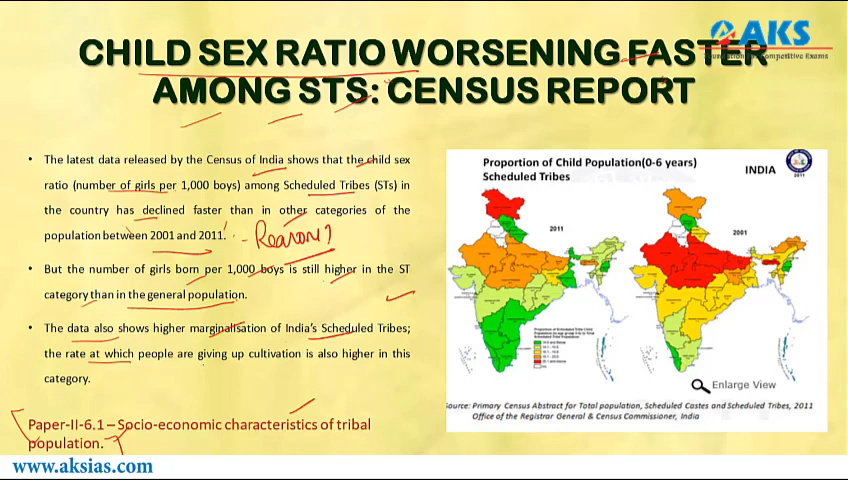 AKS
Foundation for Competitive Exams
CHILD SEX RATIO WORSENING FASTER
AMONG STS: CENSUS REPORT
• The latest data released by the Census of India shows that the child sex
ratio (number of girls per 1,000 boys) among Scheduled Tribes (STs) in
the country has declined faster than in other categories of the
population between 2001 and 2011.
- Reason?
• But the number of girls born per 1,000 boys is still higher in the ST
category than in the general population.
• The data also shows higher marginalisation of India's Scheduled Tribes;
the rate at which people are giving up cultivation is also higher in this
category.
Paper-II-6.1 – Socio-economic characteristics of tribal
population.
www.aksias.com
Proportion of Child Population(0-6 years)
Scheduled Tribes
INDIA
2011
2011
2001
Enlarge View
Source: Primary Census Abstract for Total population, Scheduled Castes and Scheduled Tribes, 2011
Office of the Registrar General & Census Commissioner, India